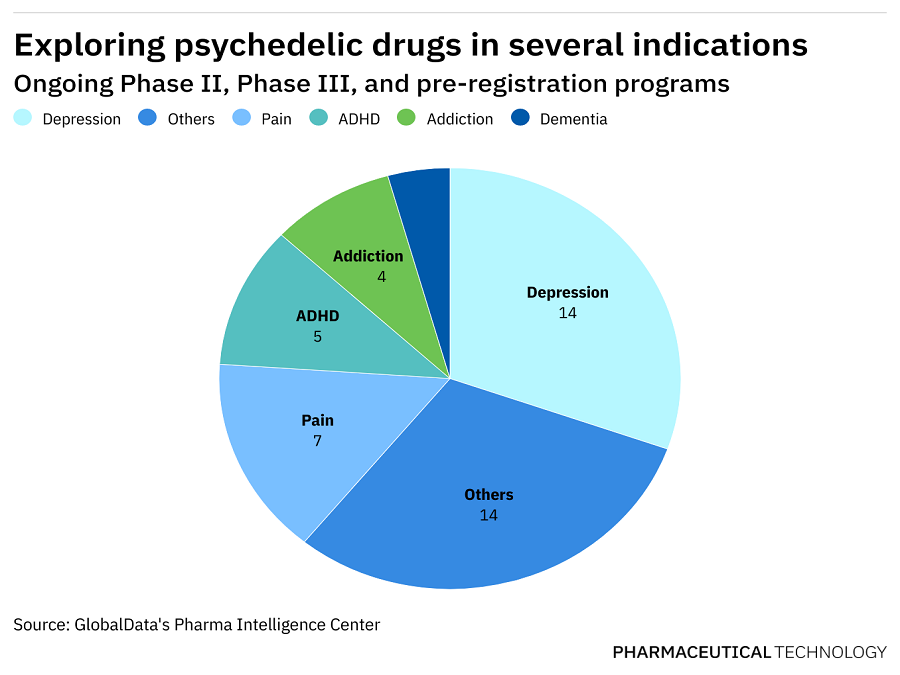 Exploring psychedelic drugs in several indications
Ongoing Phase II, Phase III, and pre-registration programs
Depression Others Pain ADHD Addiction Dementia
Addiction
4
Depression
14
ADHD
5
Pain
7
Others
14
Source: GlobalData's Pharma Intelligence Center
PHARMACEUTICAL TECHNOLOGY